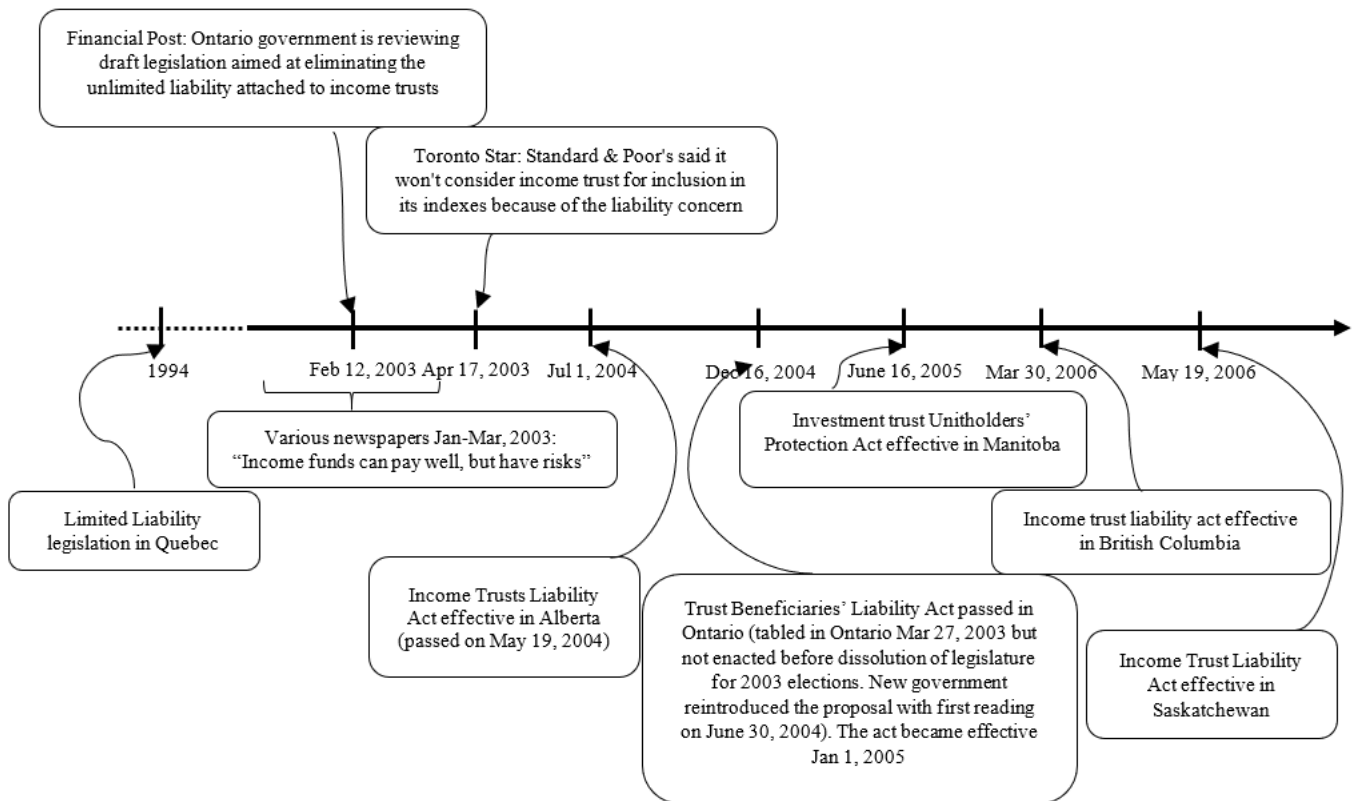 Financial Post: Ontario government is reviewing
draft legislation aimed at eliminating the
unlimited liability attached to income trusts
Toronto Star: Standard & Poor's said it
won't consider income trust for inclusion in
its indexes because of the liability concern
1994
Feb 12, 2003
Apr 17, 2003
Jul 1, 2004
Dec 16, 2004
June 16, 2005
Mar 30, 2006
May 19, 2006
Various newspapers Jan-Mar, 2003:
“Income funds can pay well, but have risks”
Investment trust Unitholders’
Protection Act effective in Manitoba
Limited Liability
legislation in Quebec
Income trust liability act effective
in British Columbia
Income Trusts Liability
Act effective in Alberta
(passed on May 19, 2004)
Trust Beneficiaries’ Liability Act passed in
Ontario (tabled in Ontario Mar 27, 2003 but
not enacted before dissolution of legislature
for 2003 elections. New government
reintroduced the proposal with first reading
on June 30, 2004). The act became effective
Jan 1, 2005
Income Trust Liability
Act effective in
Saskatchewan